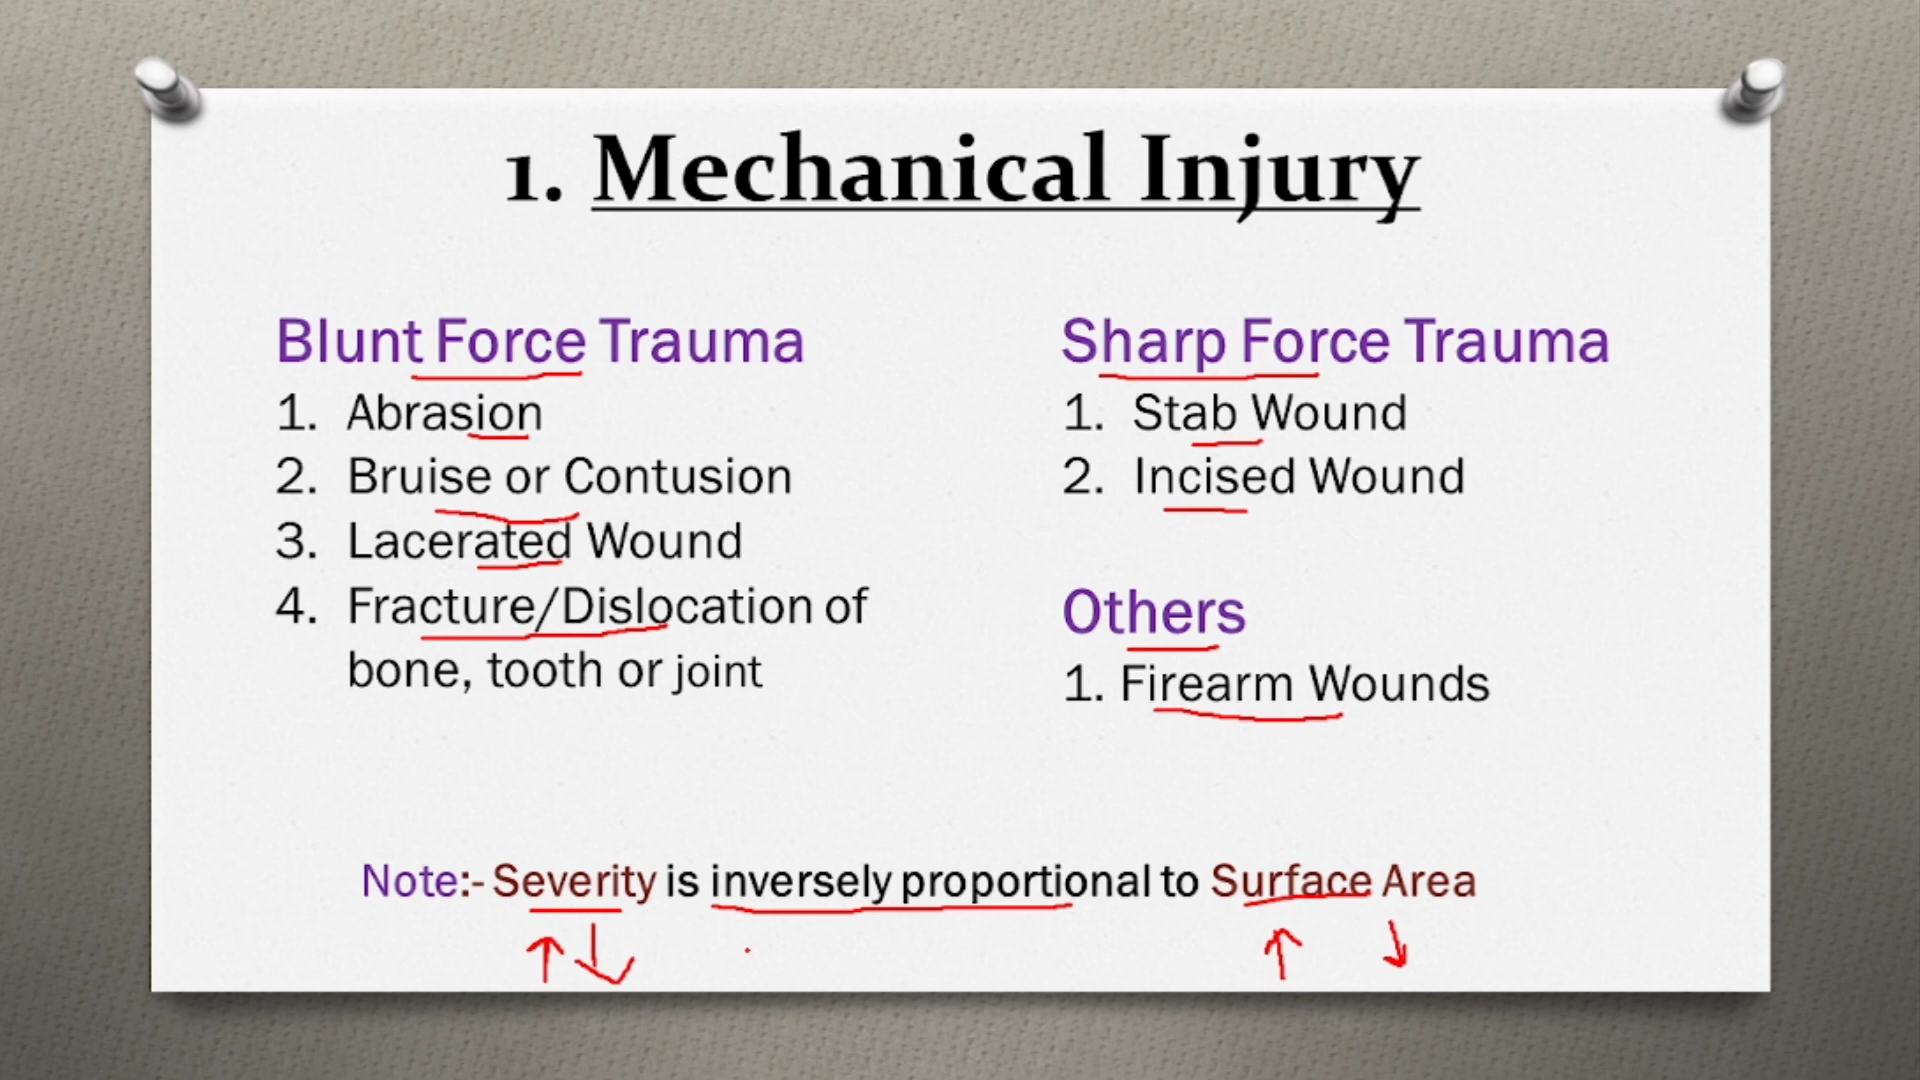 1. Mechanical Injury
Blunt Force Trauma
1. Abrasion
2. Bruise or Contusion
3. Lacerated Wound
4. Fracture/Dislocation of
bone, tooth or joint
Sharp Force Trauma
1. Stab Wound
2. Incised Wound
Others
1. Firearm Wounds
Note:- Severity is inversely proportional to Surface Area